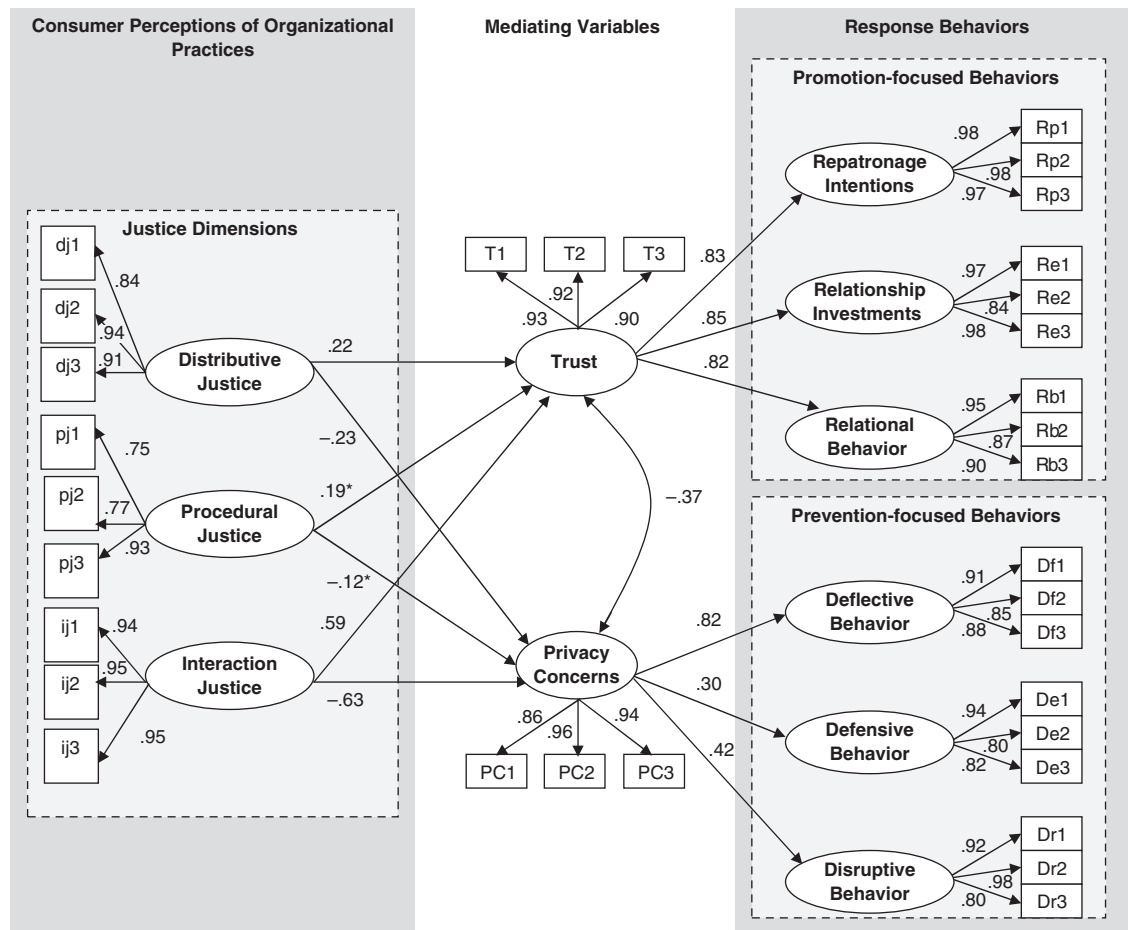 Consumer Perceptions of Organizational
Practices
Mediating Variables
Response Behaviors
Justice Dimensions
dj1
dj2
dj3
.84
.94
.91
Distributive
Justice
pj1
pj2
pj3
.75
.77
.93
Procedural
Justice
ij1
ij2
ij3
.94
.95
.95
Interaction
Justice
.22
–.23
.19*
–.12*
.59
–.63
T1
T2
T3
.93
.92
.90
Trust
–.37
Privacy
Concerns
.86
.96
.94
PC1
PC2
PC3
.83
.85
.82
.82
.30
.42
Promotion-focused Behaviors
Repatronage
Intentions
.98
.98
.97
Rp1
Rp2
Rp3
Relationship
Investments
.97
.84
.98
Re1
Re2
Re3
Relational
Behavior
.95
.87
.90
Rb1
Rb2
Rb3
Prevention-focused Behaviors
Deflective
Behavior
.91
.85
.88
Df1
Df2
Df3
Defensive
Behavior
.94
.80
.82
De1
De2
De3
Disruptive
Behavior
.92
.98
.80
Dr1
Dr2
Dr3